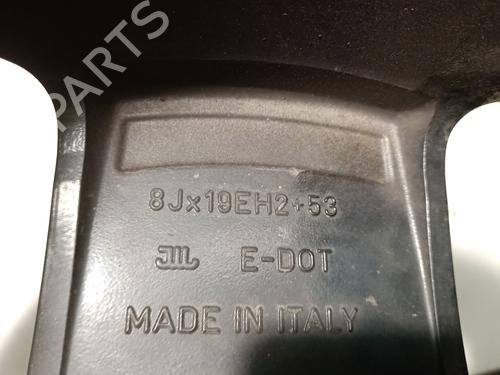 B-PARTS
8Jx19EH2+53
E-DOT
MADE IN ITALY